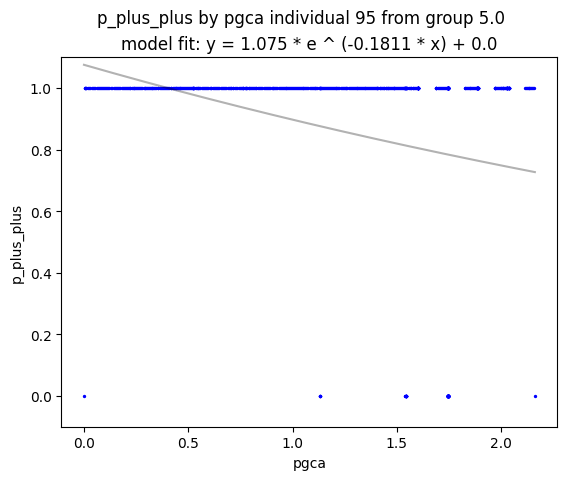 p_plus_plus by pgca individual 95 from group 5.0
model fit: y = 1.075 * e ^ (-0.1811 * x) + 0.0
1.0
0.8
0.6
0.4
0.2
0.0
p_plus_plus
0.0 0.5 1.0 1.5 2.0
pgca